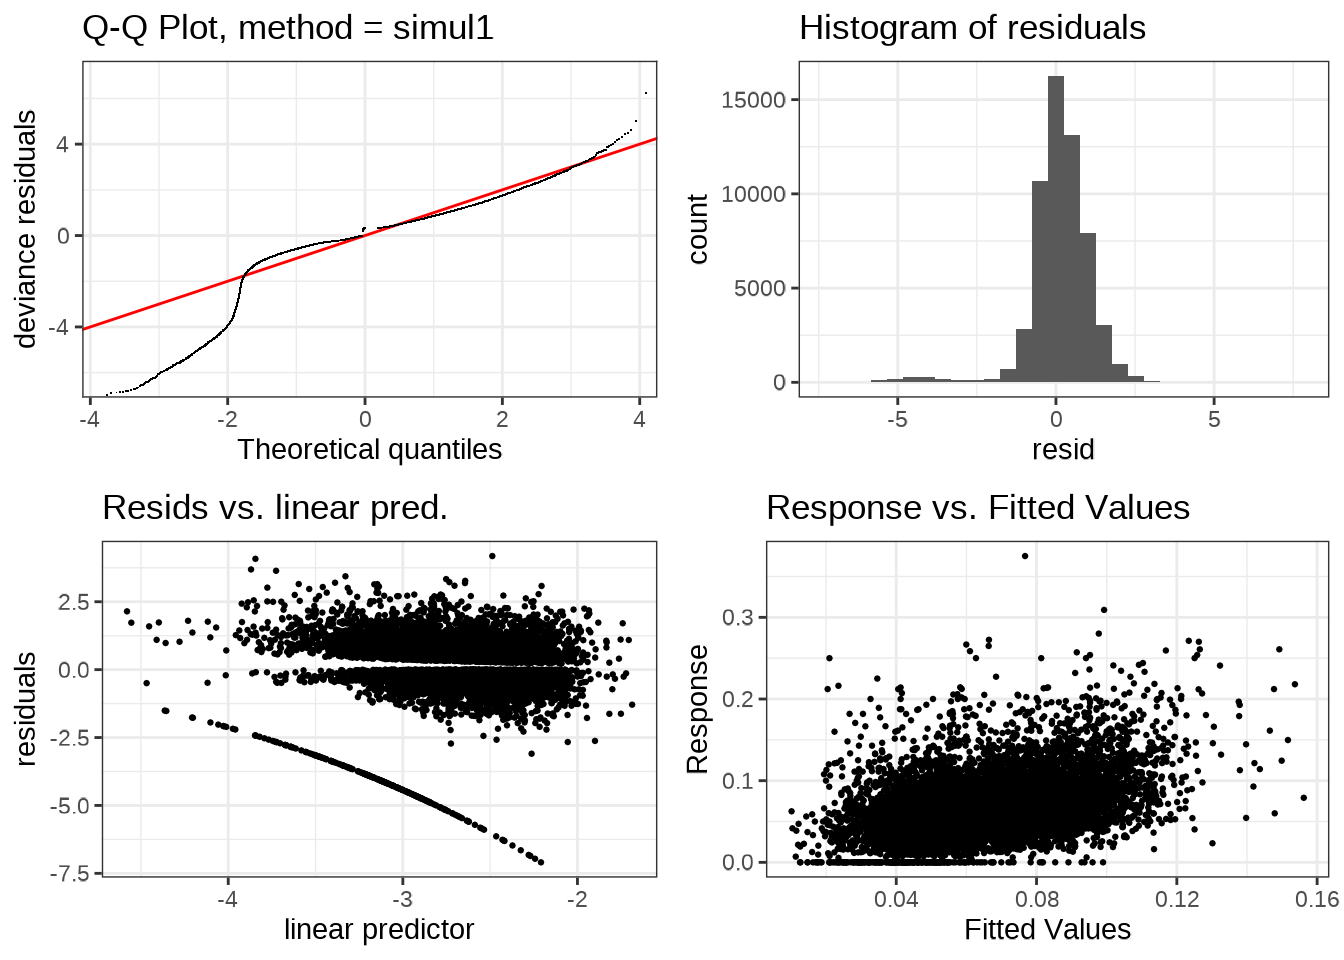 Q-Q Plot, method = simul1
deviance residuals
4
0
-4
-4
-2
0
2
4
Theoretical quantiles
Histogram of residuals
count
15000
10000
5000
0
-5
0
5
resid
Resids vs. linear pred.
residuals
2.5
0.0
-2.5
-5.0
-7.5
-4
-3
-2
linear predictor
Response vs. Fitted Values
Response
0.3
0.2
0.1
0.0
0.04
0.08
0.12
0.16
Fitted Values